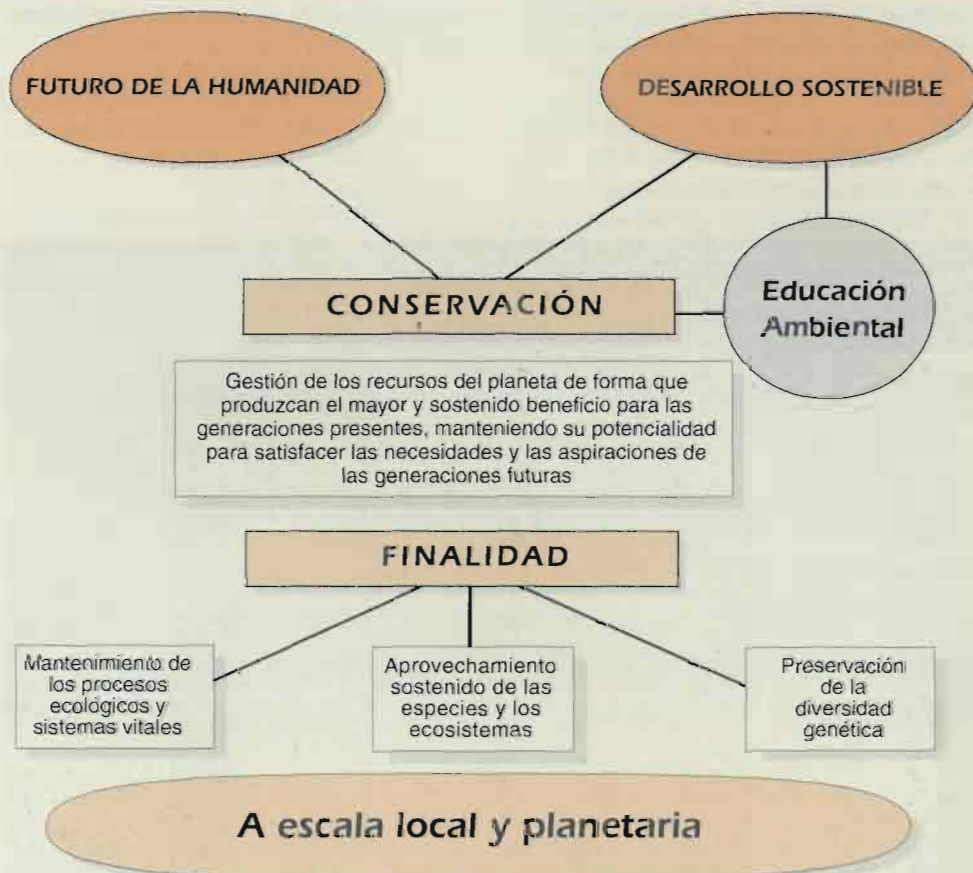 FUTURO DE LA HUMANIDAD
DESARROLLO SOSTENIBLE
CONSERVACIÓN
Educación
Ambiental
Gestión de los recursos del planeta de forma que
produzcan el mayor y sostenido beneficio para las
generaciones presentes, manteniendo su potencialidad
para satisfacer las necesidades y las aspiraciones de
las generaciones futuras
FINALIDAD
Mantenimiento de
los procesos
ecológicos y
sistemas vitales
Aprovechamiento
sostenido de las
especies y los
ecosistemas
Preservación
de la
diversidad
genética
A escala local y planetaria